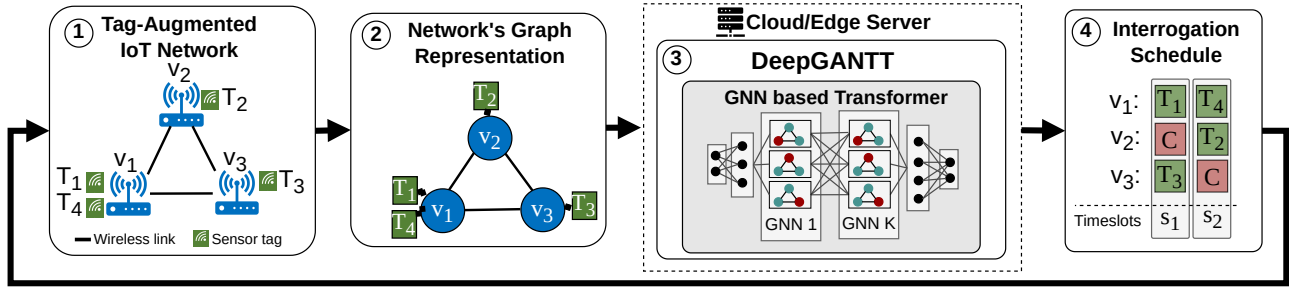 1 Tag-Augmented
IoT Network
v2
T2
v1
v3
T1
T4
T3
Wireless link
Sensor tag
2 Network's Graph
Representation
T2
v2
T1
T4
v1
v3
T3
Cloud/Edge Server
3 DeepGANTT
GNN based Transformer
GNN 1
GNN K
4 Interrogation
Schedule
v1: T1 T4
v2: C T2
v3: T3 C
Timeslots s1 s2